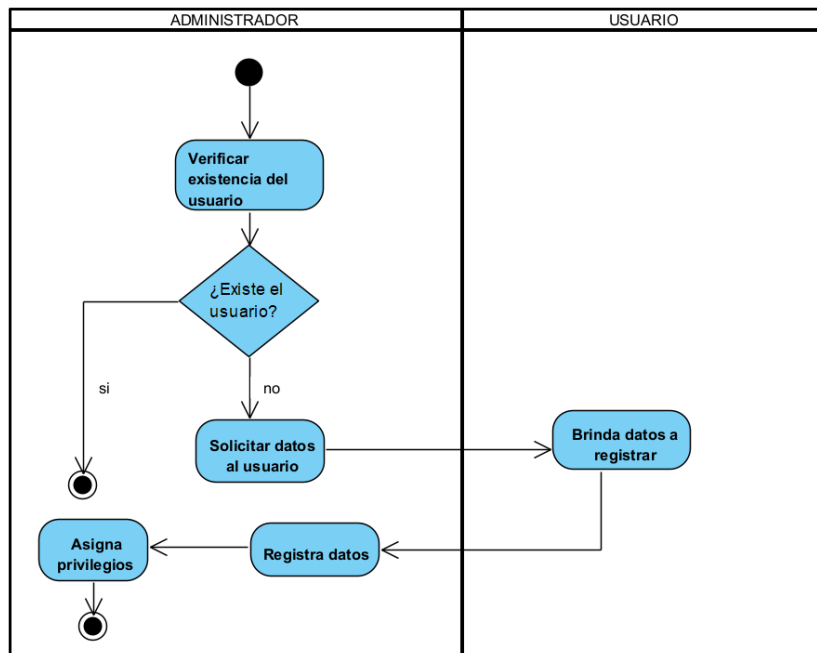 ADMINISTRADOR
USUARIO
Verificar
existencia del
usuario
¿Existe el
usuario?
si
no
Solicitar datos
al usuario
Brinda datos a
registrar
Asigna
privilegios
Registra datos